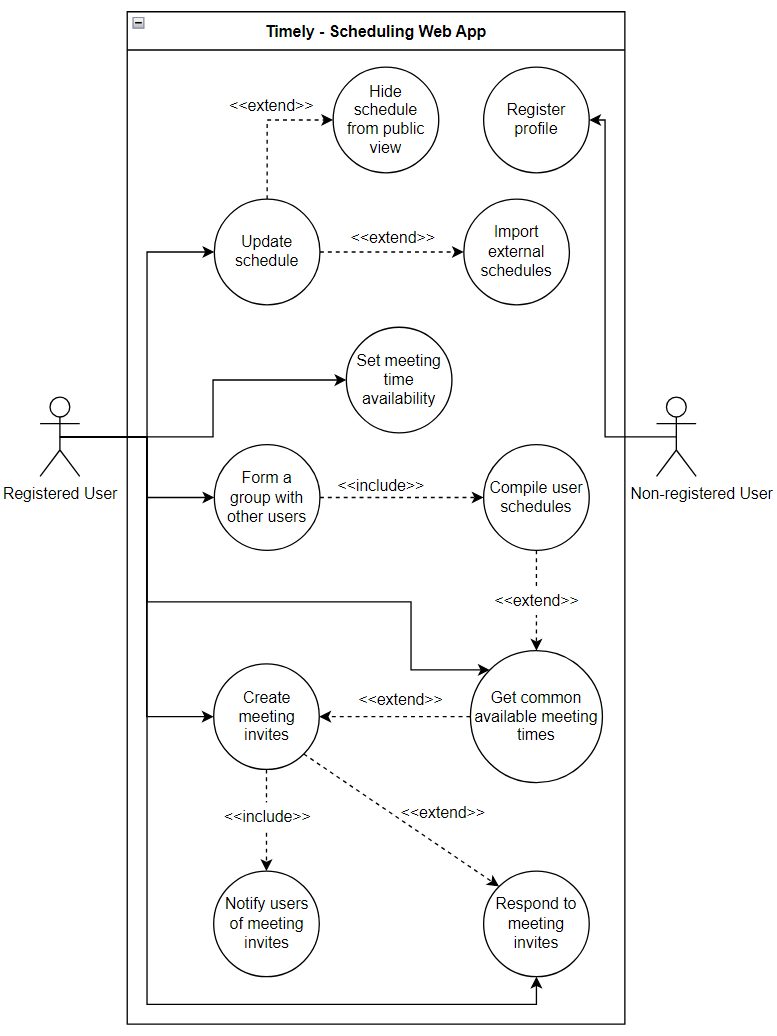 Timely - Scheduling Web App
Hide
schedule
from public
view
<<extend>>
Register
profile
Update
schedule
<<extend>>
Import
external
schedules
Set meeting
time
availability
Registered User
Form a
group with
other users
<<include>>
Compile user
schedules
Non-registered User
<<extend>>
Create
meeting
invites
<<extend>>
Get common
available meeting
times
<<include>>
<<extend>>
Notify users
of meeting
invites
Respond to
meeting
invites